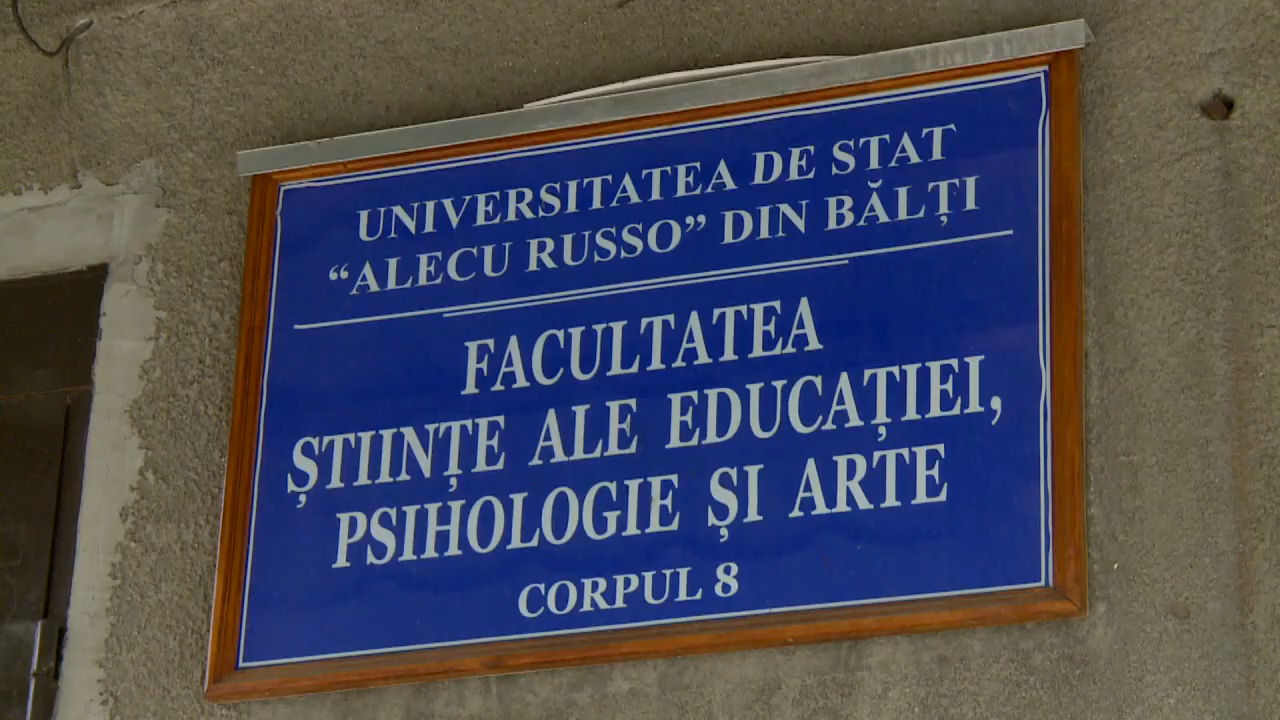 UNIVERSITATEA DE STAT
“ALECU RUSSO” DIN BĂLȚI
FACULTATEA
ȘTIINȚE ALE EDUCAȚIEI,
PSIHOLOGIE ȘI ARTE
CORPUL 8